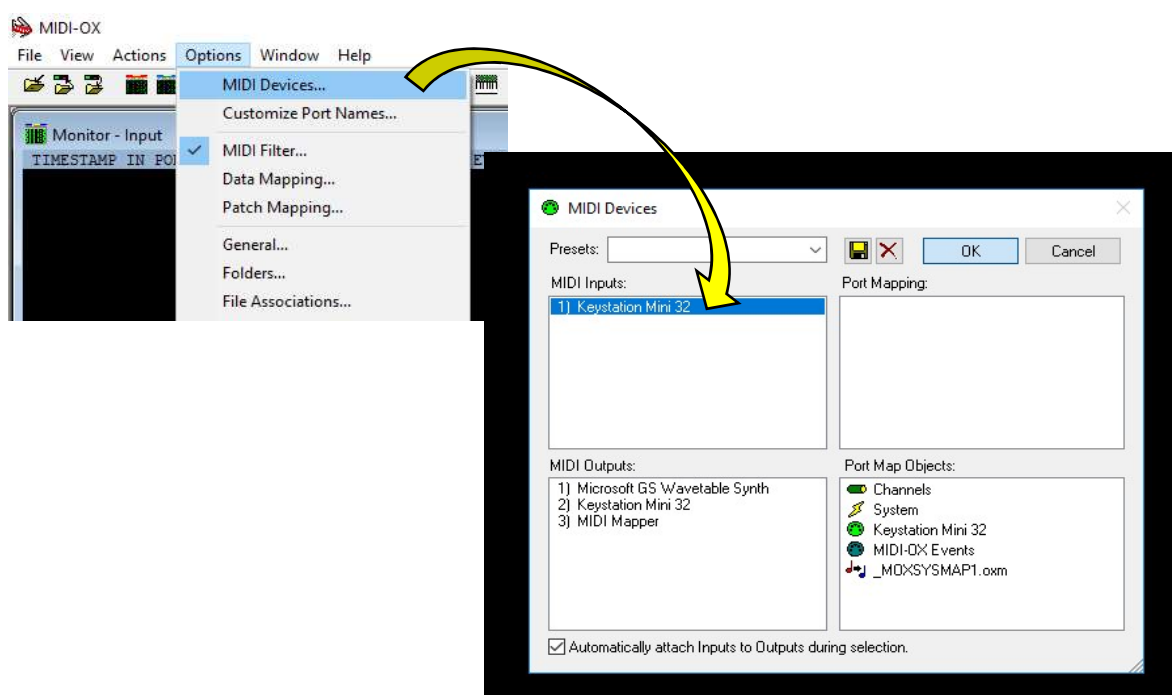 MIDI-OX
File View Actions Options Window Help
MIDI Devices...
Customize Port Names...
Monitor - Input
TIMESTAMP IN
MIDI Filter...
Data Mapping...
Patch Mapping...
General...
Folders...
File Associations...
MIDI Devices
Presets:
OK
Cancel
MIDI Inputs:
1) Keystation Mini 32
Port Mapping:
MIDI Outputs:
1) Microsoft GS Wavetable Synth
2) Keystation Mini 32
3) MIDI Mapper
Port Map Objects:
Channels
System
Keystation Mini 32
MIDI-OX Events
_MOXSYSMAP1.oxm
Automatically attach Inputs to Outputs during selection.